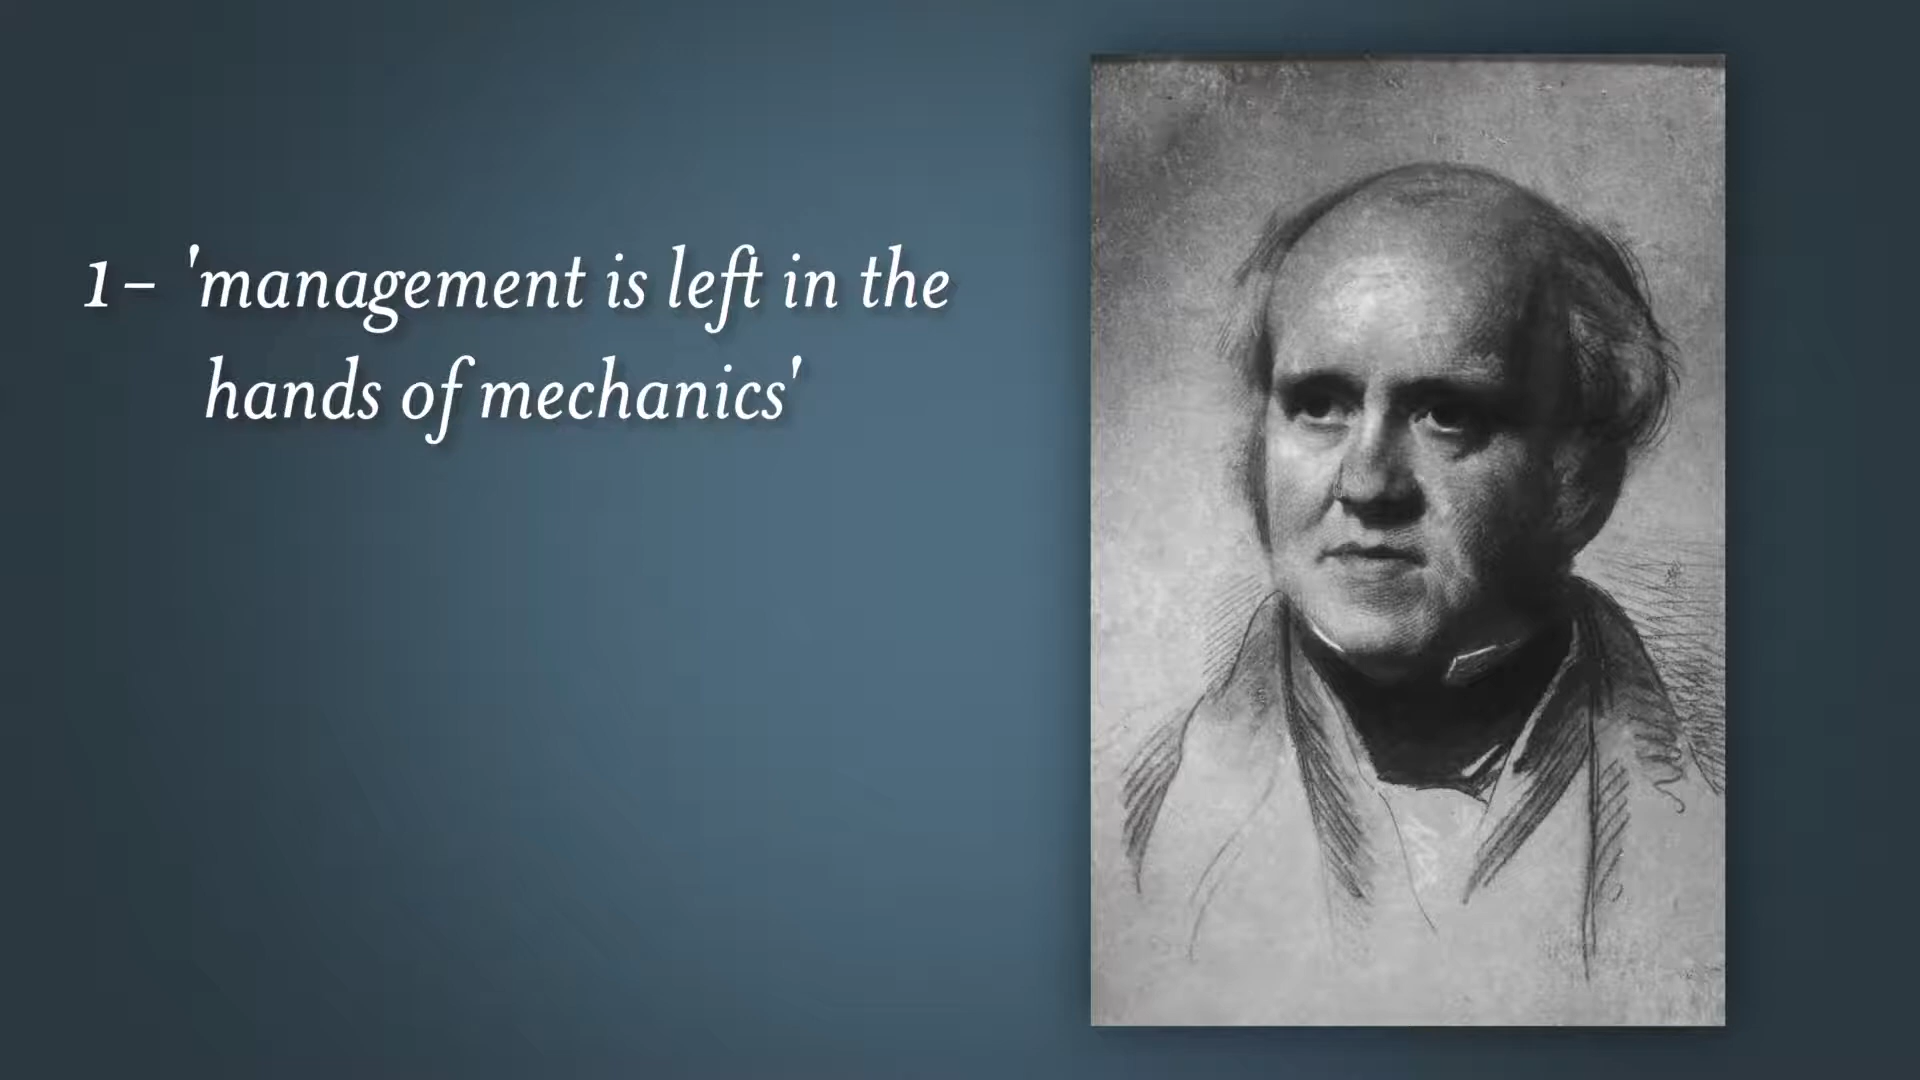 1- 'management is left in the
hands of mechanics'